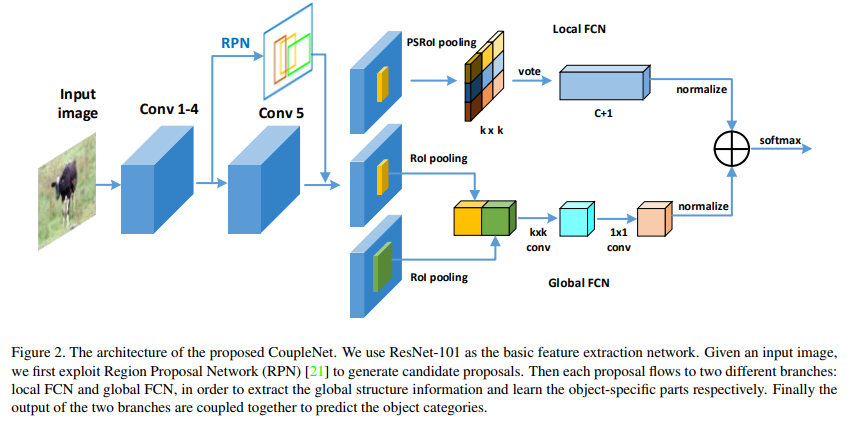 RPN
PSRoI pooling
Local FCN
Input
image
Conv 1-4
Conv 5
vote
normalize
k x k
C+1
softmax
RoI pooling
kxk
conv
1x1
conv
normalize
RoI pooling
Global FCN
Figure 2. The architecture of the proposed CoupleNet. We use ResNet-101 as the basic feature extraction network. Given an input image,
we first exploit Region Proposal Network (RPN) [21] to generate candidate proposals. Then each proposal flows to two different branches:
local FCN and global FCN, in order to extract the global structure information and learn the object-specific parts respectively. Finally the
output of the two branches are coupled together to predict the object categories.